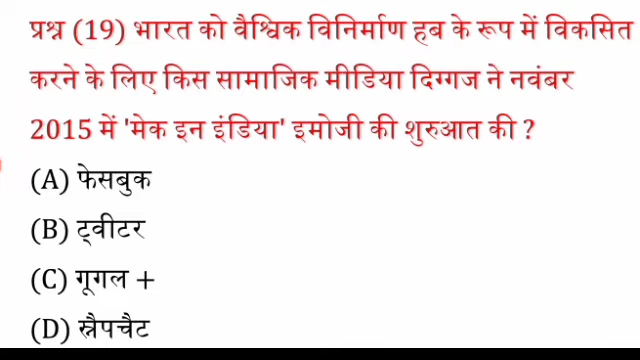 प्रश्न (19) भारत को वैश्विक विनिर्माण हब के रूप में विकसित
करने के लिए किस सामाजिक मीडिया दिग्गज ने नवंबर
2015 में 'मेक इन इंडिया' इमोजी की शुरुआत की ?
(A) फेसबुक
(B) ट्वीटर
(C) गूगल +
(D) स्नैपचैट